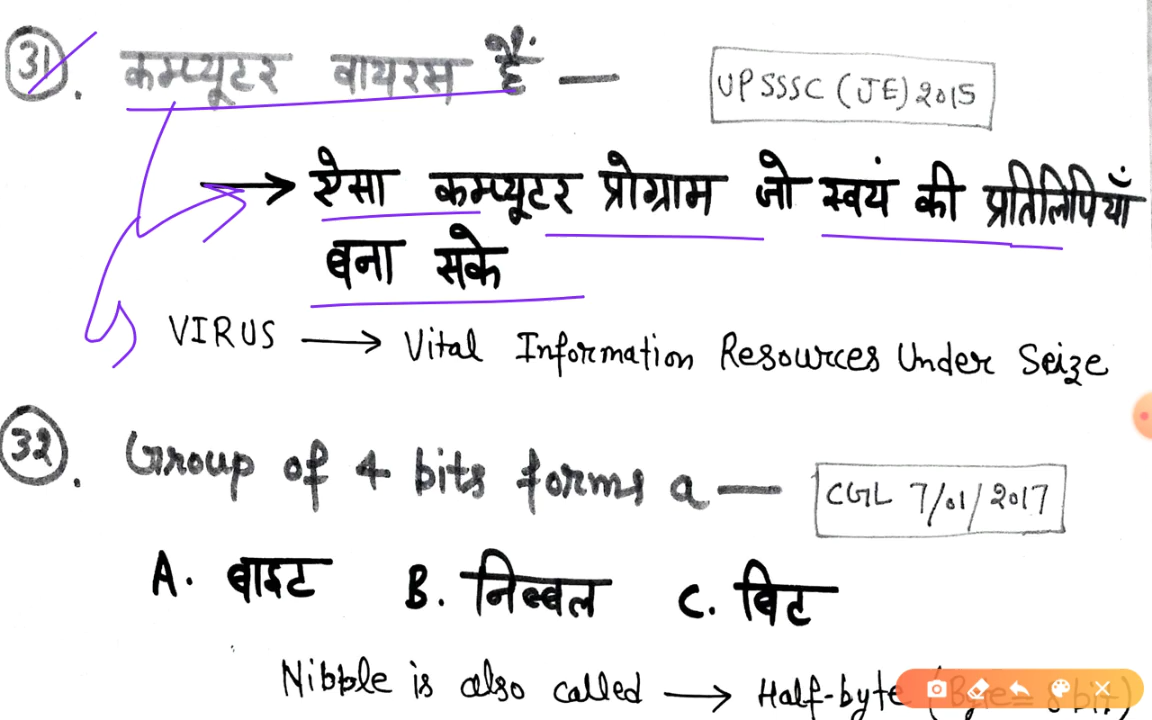 31. कम्प्यूटर वायरस हैं —
UPSSSC (JE) 2015
→ ऐसा कम्प्यूटर प्रोग्राम जो स्वयं की प्रतिलिपियाँ
बना सके
VIRUS → Vital Information Resources Under Seize
32. Group of 4 bits forms a —
CGL 7/01/2017
A. बाइट B. निब्बल C. बिट
Nibble is also called → Half-byte